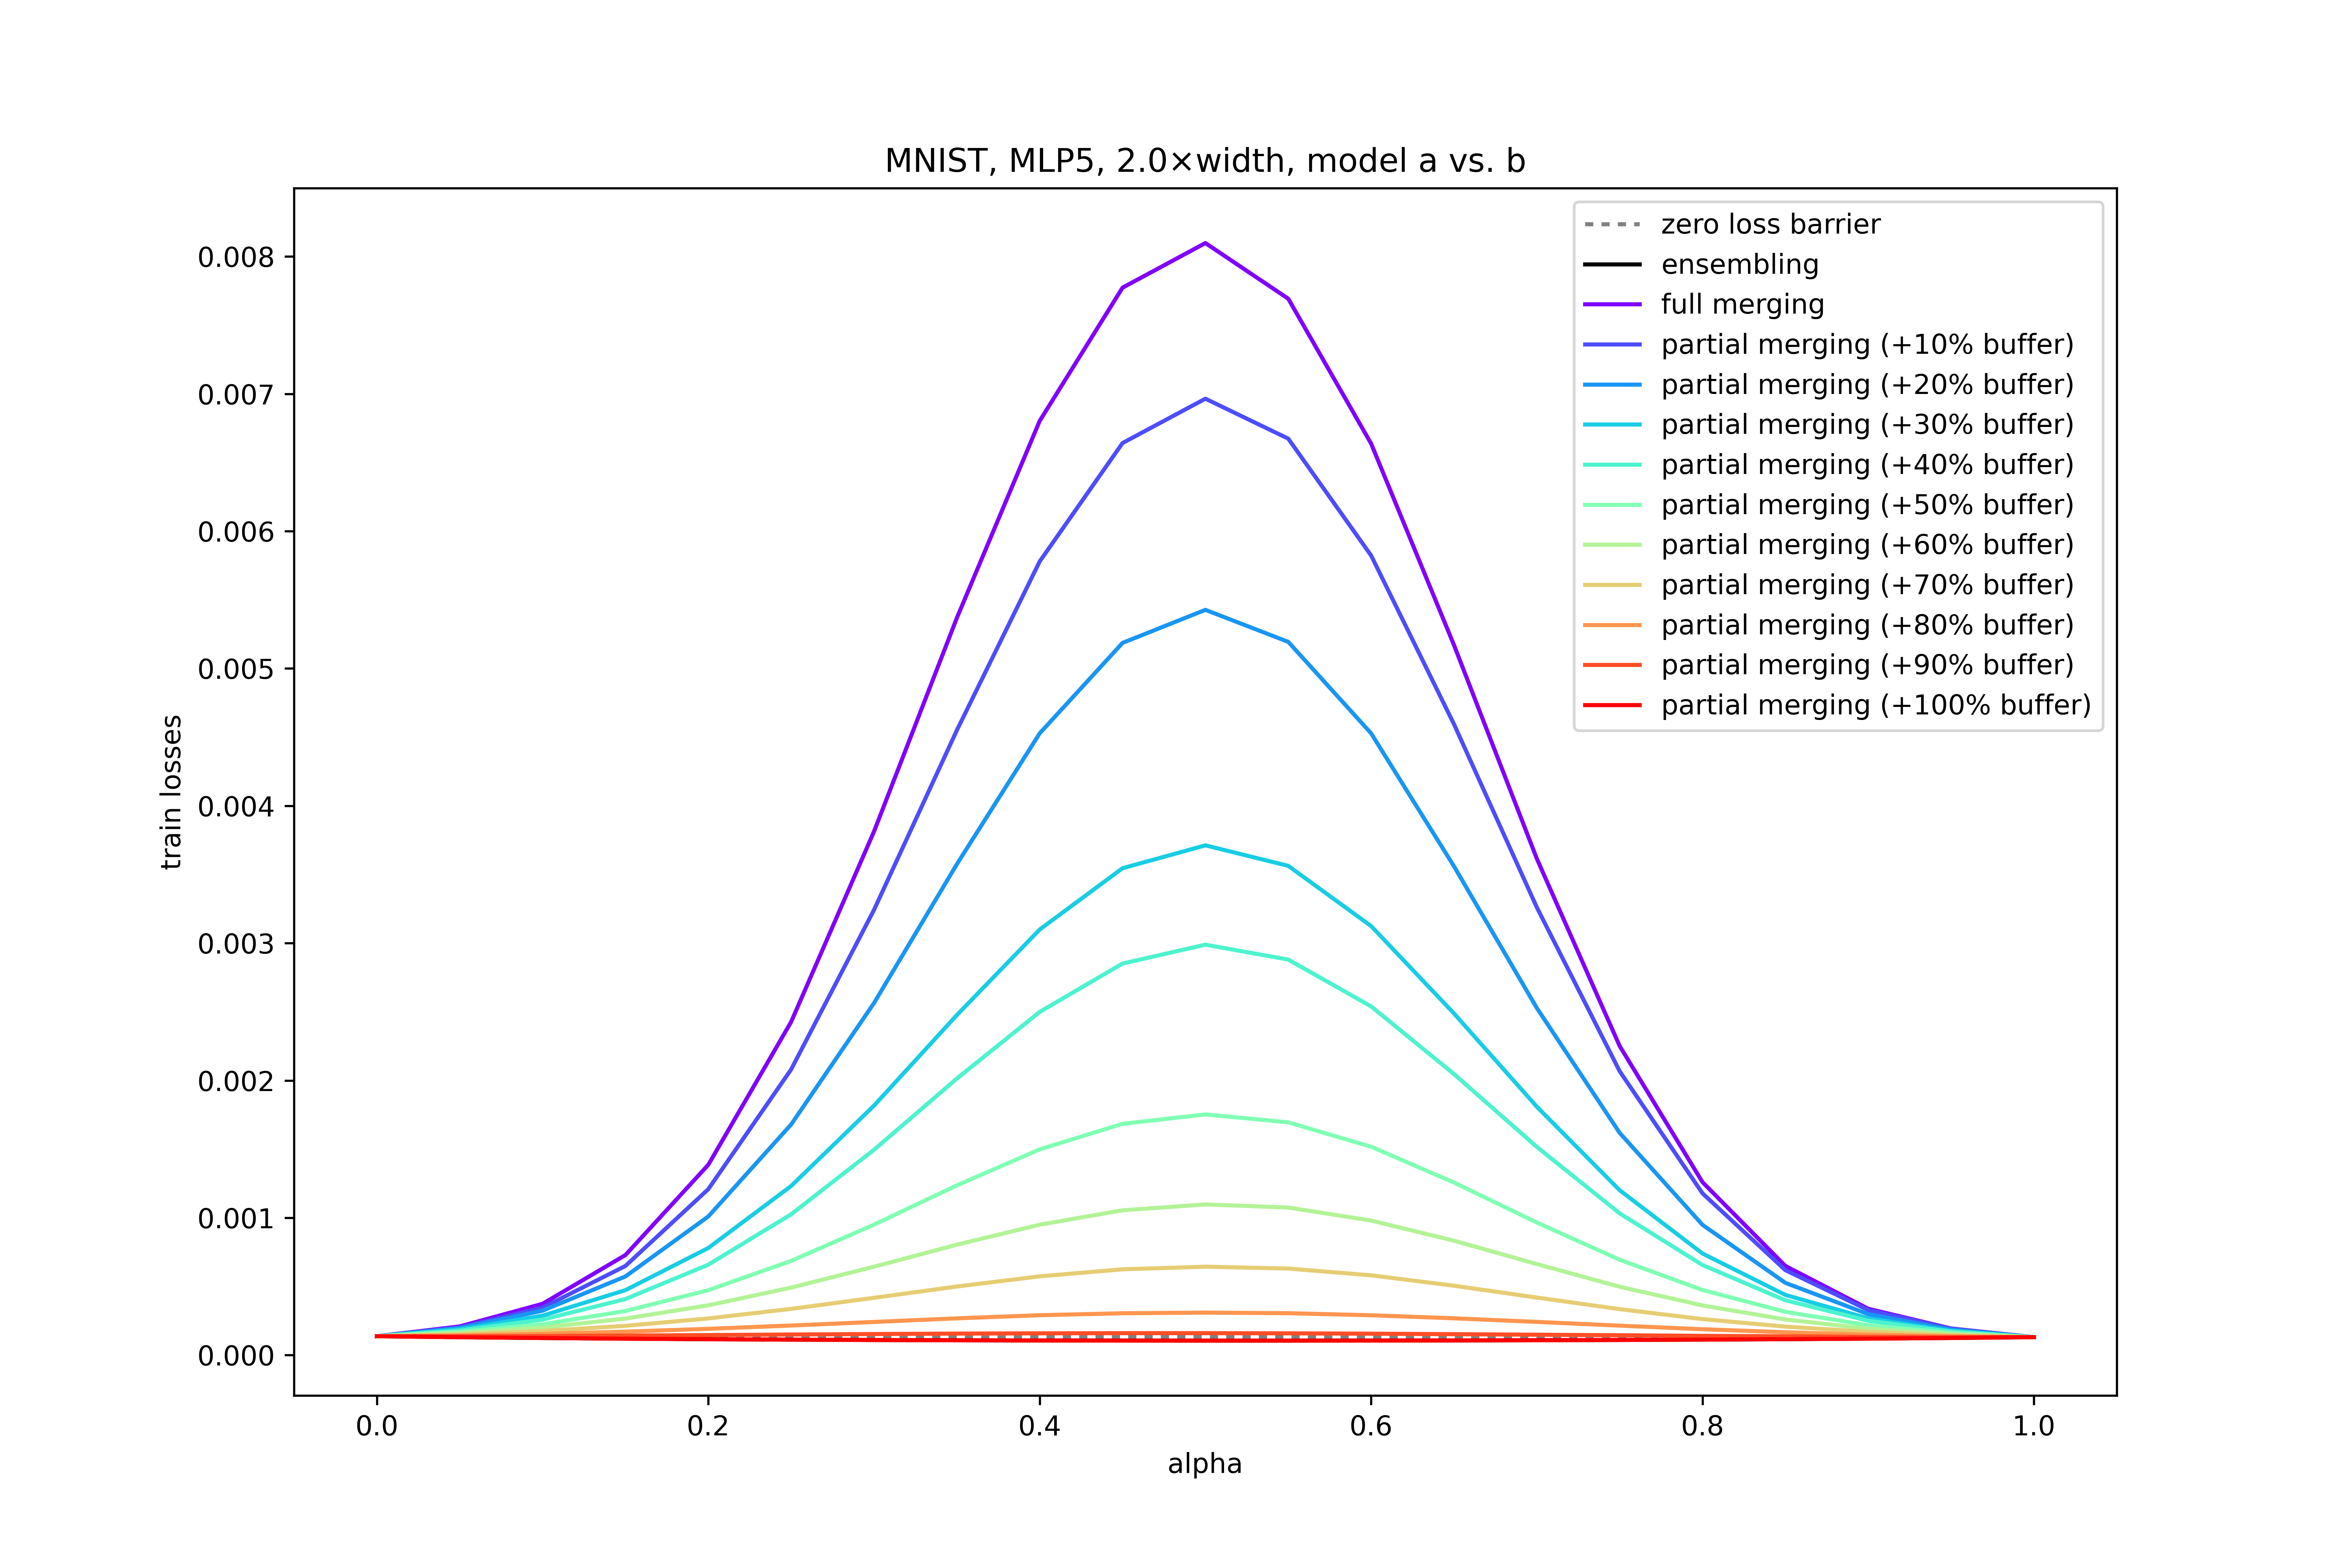 MNIST, MLP5, 2.0×width, model a vs. b
zero loss barrier
ensembling
full merging
partial merging (+10% buffer)
partial merging (+20% buffer)
partial merging (+30% buffer)
partial merging (+40% buffer)
partial merging (+50% buffer)
partial merging (+60% buffer)
partial merging (+70% buffer)
partial merging (+80% buffer)
partial merging (+90% buffer)
partial merging (+100% buffer)
train losses
0.008
0.007
0.006
0.005
0.004
0.003
0.002
0.001
0.000
0.0 0.2 0.4 0.6 0.8 1.0
alpha